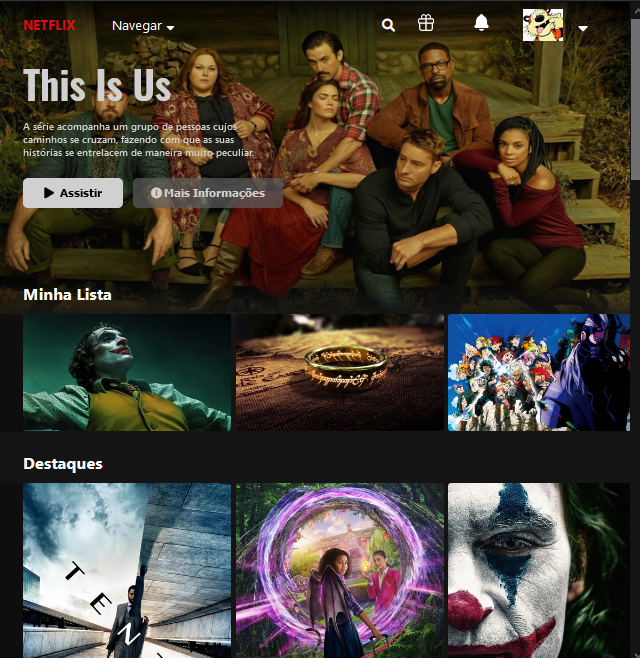 NETFLIX
Navegar
This Is Us
A série acompanha um grupo de pessoas cujos
caminhos se cruzam, fazendo com que as suas
histórias se entrelacem de maneira muito peculiar.
Assistir
Mais Informações
Minha Lista
Destaques
TEN